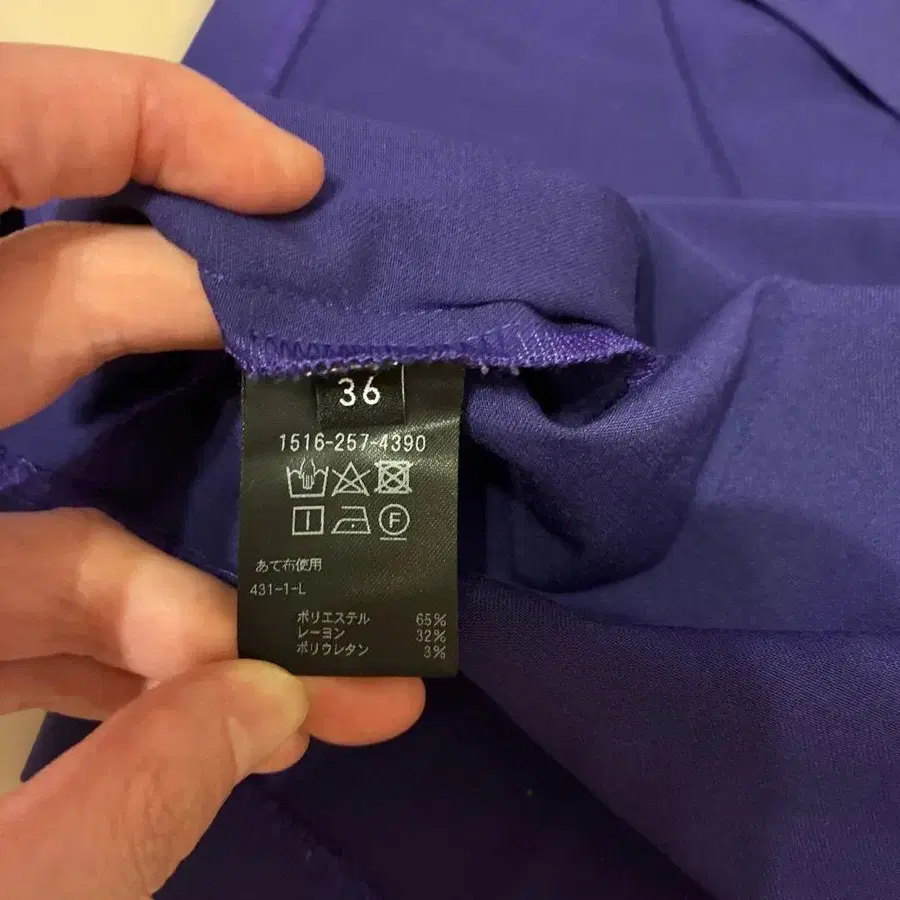 36
1516-257-4390
F
あて布使用
431-1-L
ポリエステル 65%
レーヨン 32%
ポリウレタン 3%